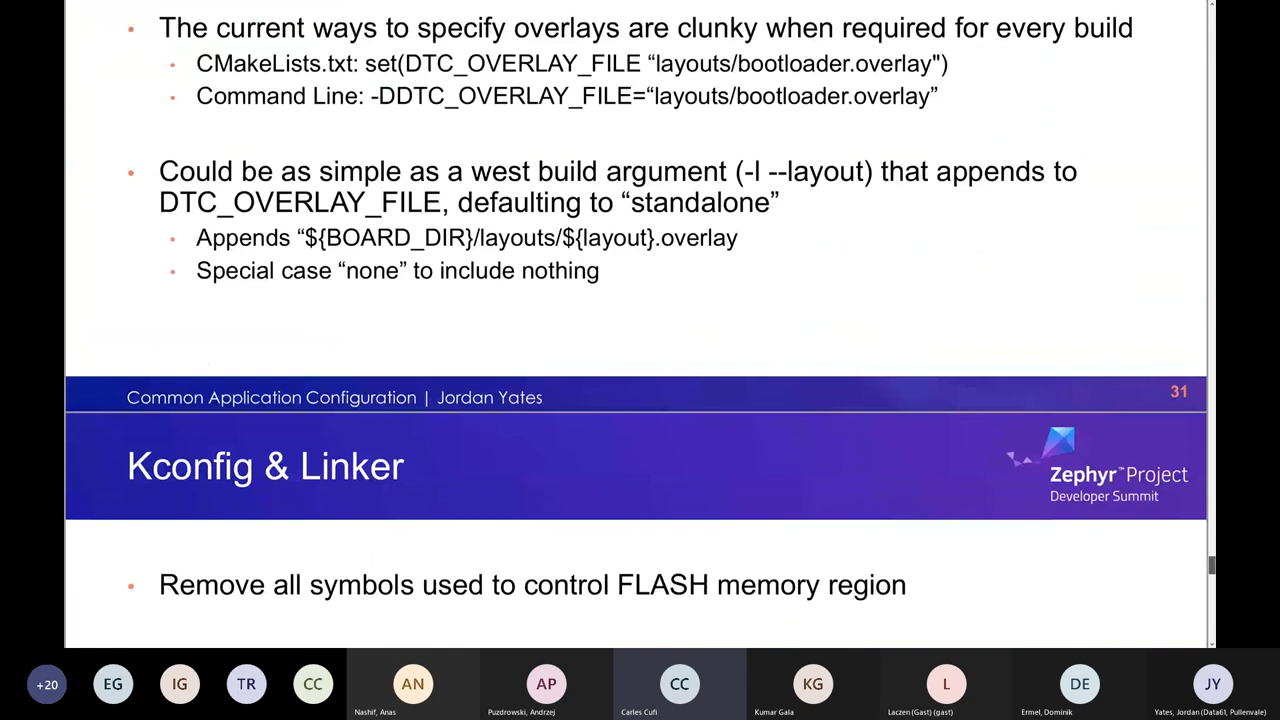 The current ways to specify overlays are clunky when required for every build
CMakeLists.txt: set(DTC_OVERLAY_FILE “layouts/bootloader.overlay")
Command Line: -DDTC_OVERLAY_FILE=“layouts/bootloader.overlay”
Could be as simple as a west build argument (-l --layout) that appends to
DTC_OVERLAY_FILE, defaulting to “standalone”
Appends “${BOARD_DIR}/layouts/${layout}.overlay
Special case “none” to include nothing
Common Application Configuration | Jordan Yates
31
Kconfig & Linker
Zephyr™Project
Developer Summit
Remove all symbols used to control FLASH memory region
+20
EG
IG
TR
CC
AN
AP
CC
KG
L
DE
JY
Nashif, Anas
Puzdrowski, Andrzej
Carles Cufi
Kumar Gala
Laczen (Gast) (gast)
Ermel, Dominik
Yates, Jordan (Data61, Pullenvale)